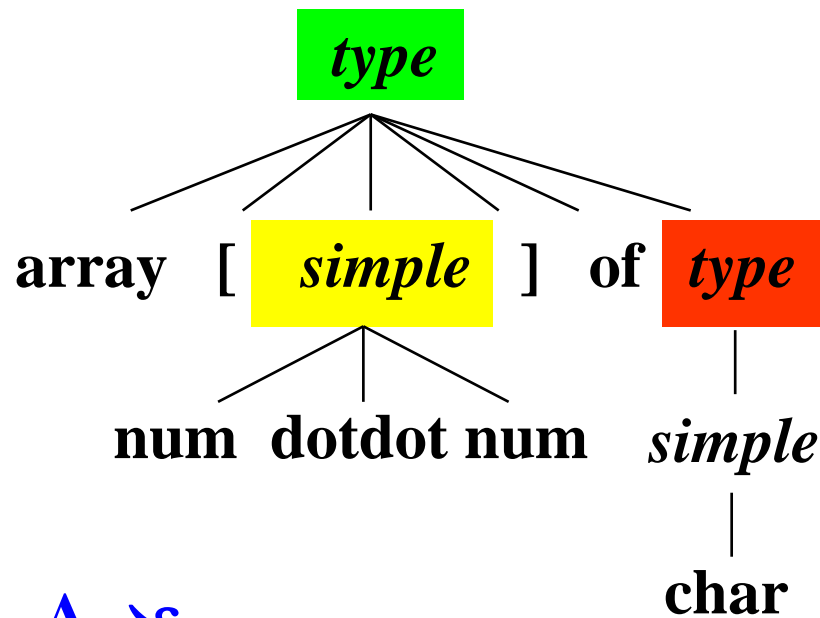 type
array [ simple ] of type
num dotdot num simple
char